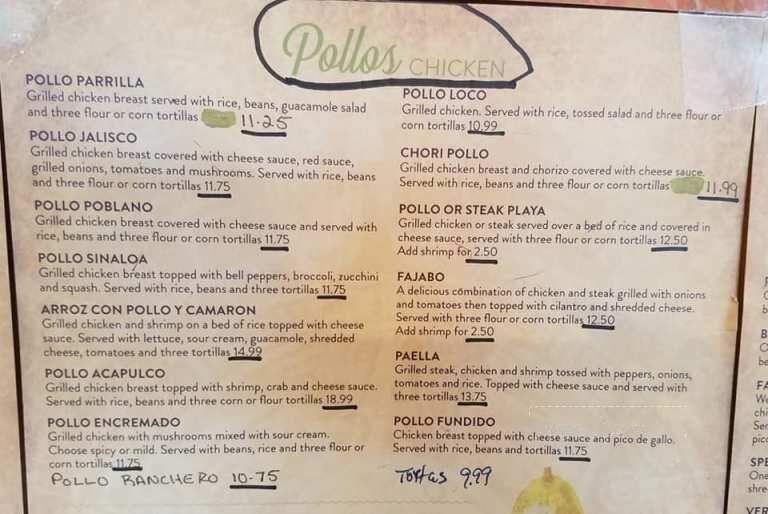 Pollos CHICKEN
POLLO PARRILLA
Grilled chicken breast served with rice, beans, guacamole salad
and three flour or corn tortillas 11.25
POLLO JALISCO
Grilled chicken breast covered with cheese sauce, red sauce,
grilled onions, tomatoes and mushrooms. Served with rice, beans
and three flour or corn tortillas 11.75
POLLO POBLANO
Grilled chicken breast covered with cheese sauce and served with
rice, beans and three flour or corn tortillas 11.75
POLLO SINALOA
Grilled chicken breast topped with bell peppers, broccoli, zucchini
and squash. Served with rice, beans and three tortillas 11.75
ARROZ CON POLLO Y CAMARON
Grilled chicken and shrimp on a bed of rice topped with cheese
sauce. Served with lettuce, sour cream, guacamole, shredded
cheese, tomatoes and three tortillas 14.99
POLLO ACAPULCO
Grilled chicken breast topped with shrimp, crab and cheese sauce.
Served with rice, beans and three corn or flour tortillas 18.99
POLLO ENCREMADO
Grilled chicken with mushrooms mixed with sour cream.
Choose spicy or mild. Served with beans, rice and three flour or
corn tortillas 11.75
POLLO RANCHERO 10-75
POLLO LOCO
Grilled chicken. Served with rice, tossed salad and three flour or
corn tortillas 10.99
CHORI POLLO
Grilled chicken breast and chorizo covered with cheese sauce.
Served with rice, beans and three flour or corn tortillas 11.99
POLLO OR STEAK PLAYA
Grilled chicken or steak served over a bed of rice and covered in
cheese sauce, served with three flour or corn tortillas 12.50
Add shrimp for 2.50
FAJABO
A delicious combination of chicken and steak grilled with onions
and tomatoes then topped with cilantro and shredded cheese.
Served with three flour or corn tortillas 12.50
Add shrimp for 2.50
PAELLA
Grilled steak, chicken and shrimp tossed with peppers, onions,
tomatoes and rice. Topped with cheese sauce and served with
three tortillas 13.75
POLLO FUNDIDO
Chicken breast topped with cheese sauce and pico de gallo.
Served with rice, beans and tortillas 11.75
Tortas 9.99